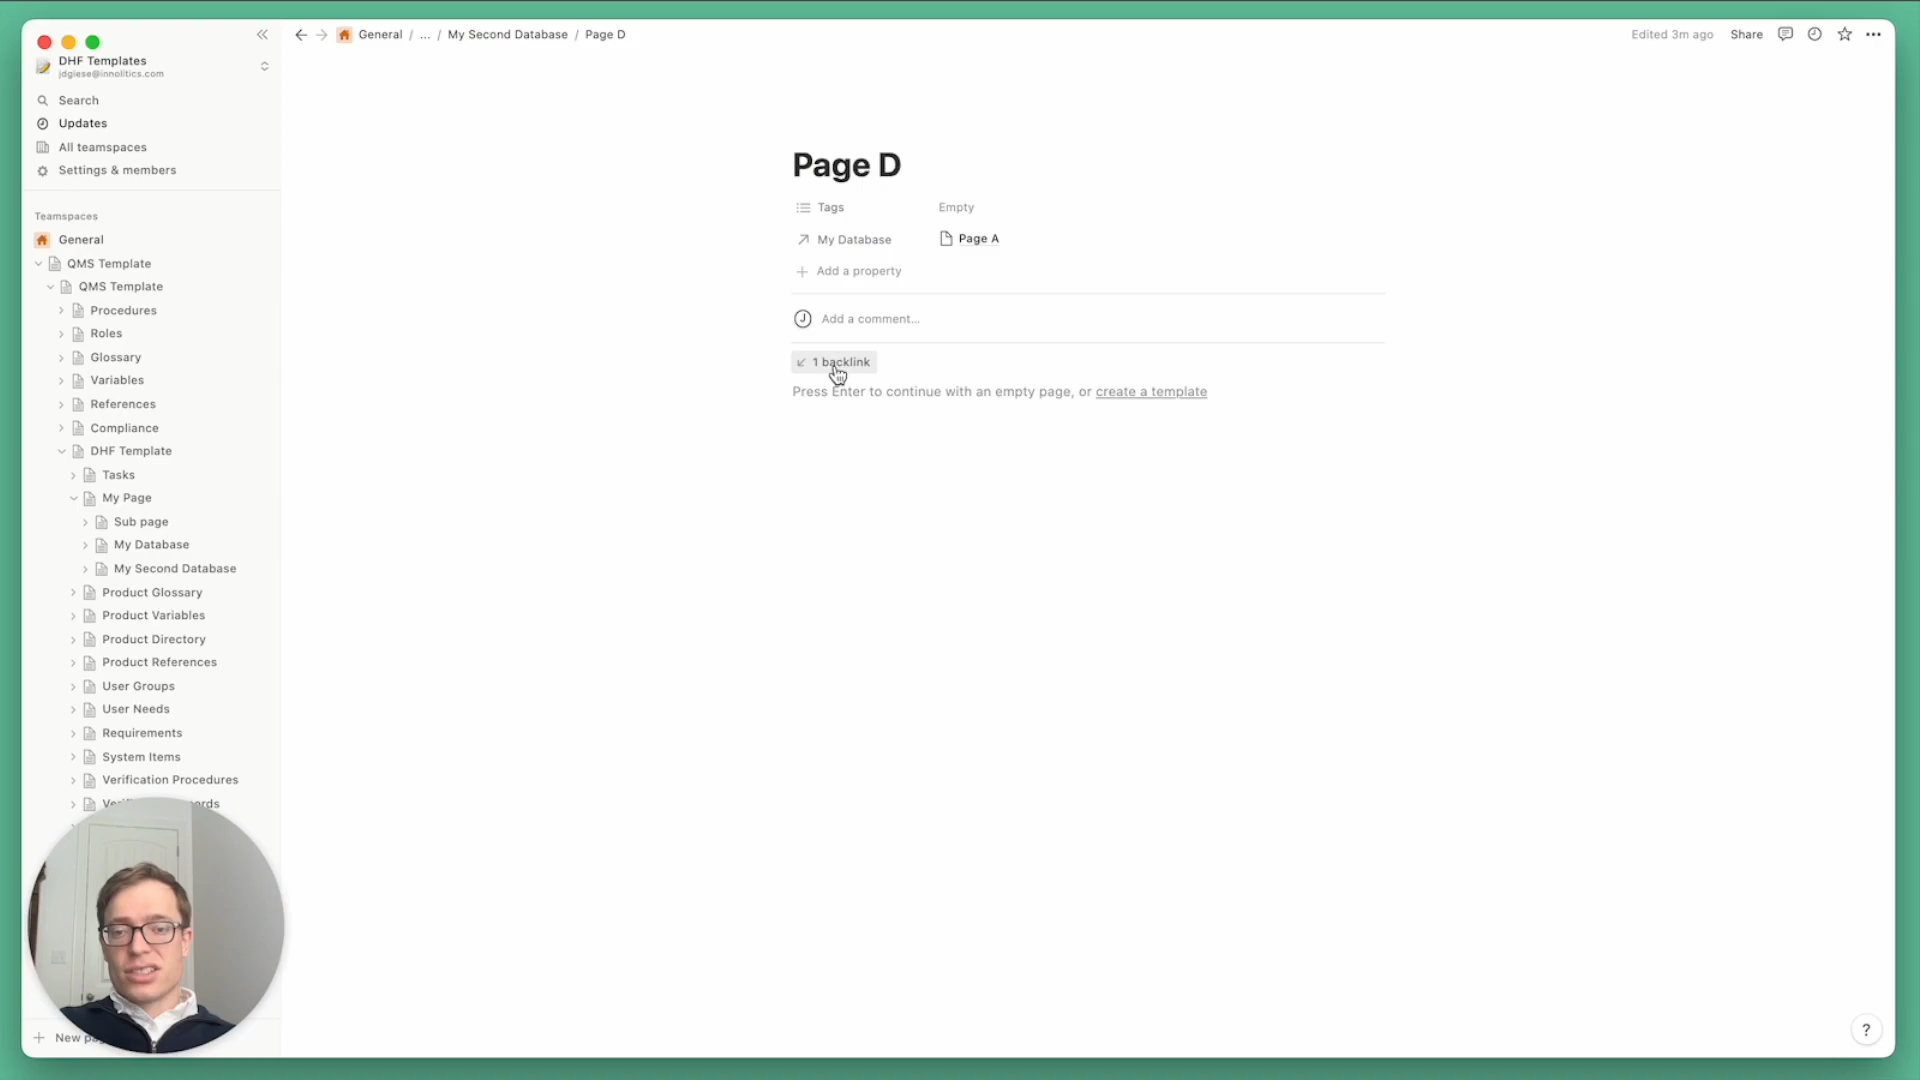 General / ... / My Second Database / Page D
Edited 3m ago Share
DHF Templates
jdgiese@innolitics.com
Search
Updates
All teamspaces
Settings & members
Teamspaces
General
QMS Template
QMS Template
Procedures
Roles
Glossary
Variables
References
Compliance
DHF Template
Tasks
My Page
Sub page
My Database
My Second Database
Product Glossary
Product Variables
Product Directory
Product References
User Groups
User Needs
Requirements
System Items
Verification Procedures
New
Page D
Tags Empty
My Database Page A
Add a property
J Add a comment...
1 backlink
Press Enter to continue with an empty page, or create a template
?